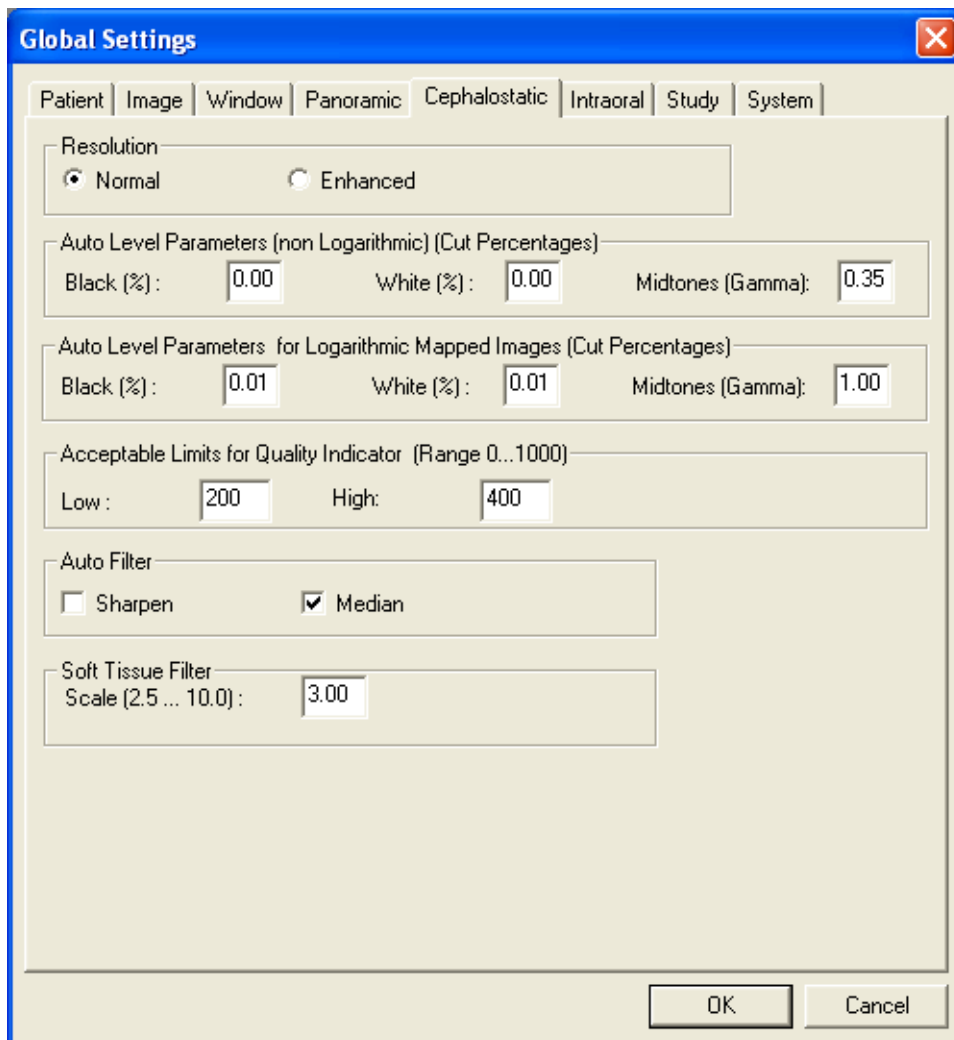 Global Settings
Patient Image Window Panoramic Cephalostatic Intraoral Study System
Resolution
Normal Enhanced
Auto Level Parameters (non Logarithmic) (Cut Percentages)
Black (%) : 0.00 White (%) : 0.00 Midtones (Gamma): 0.35
Auto Level Parameters for Logarithmic Mapped Images (Cut Percentages)
Black (%) : 0.01 White (%) : 0.01 Midtones (Gamma): 1.00
Acceptable Limits for Quality Indicator (Range 0...1000)
Low : 200 High: 400
Auto Filter
Sharpen Median
Soft Tissue Filter
Scale (2.5 ... 10.0) : 3.00
OK Cancel